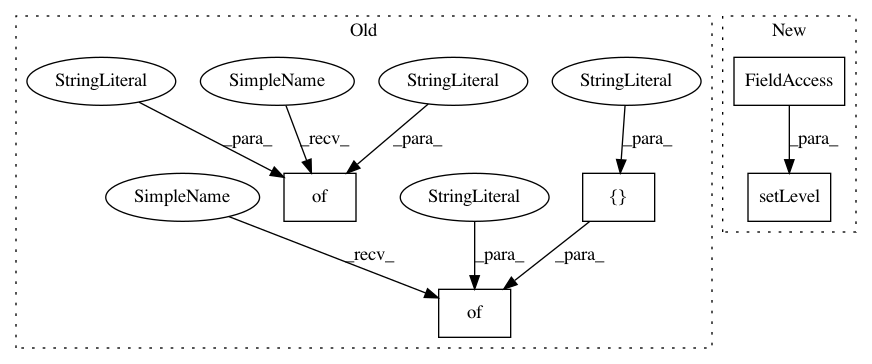 Old
New
StringLiteral
SimpleName
StringLiteral
StringLiteral
FieldAccess
_para_
_recv_
_para_
_para_
_para_
SimpleName
of
StringLiteral
{}
setLevel
_recv_
_para_
_para_
of